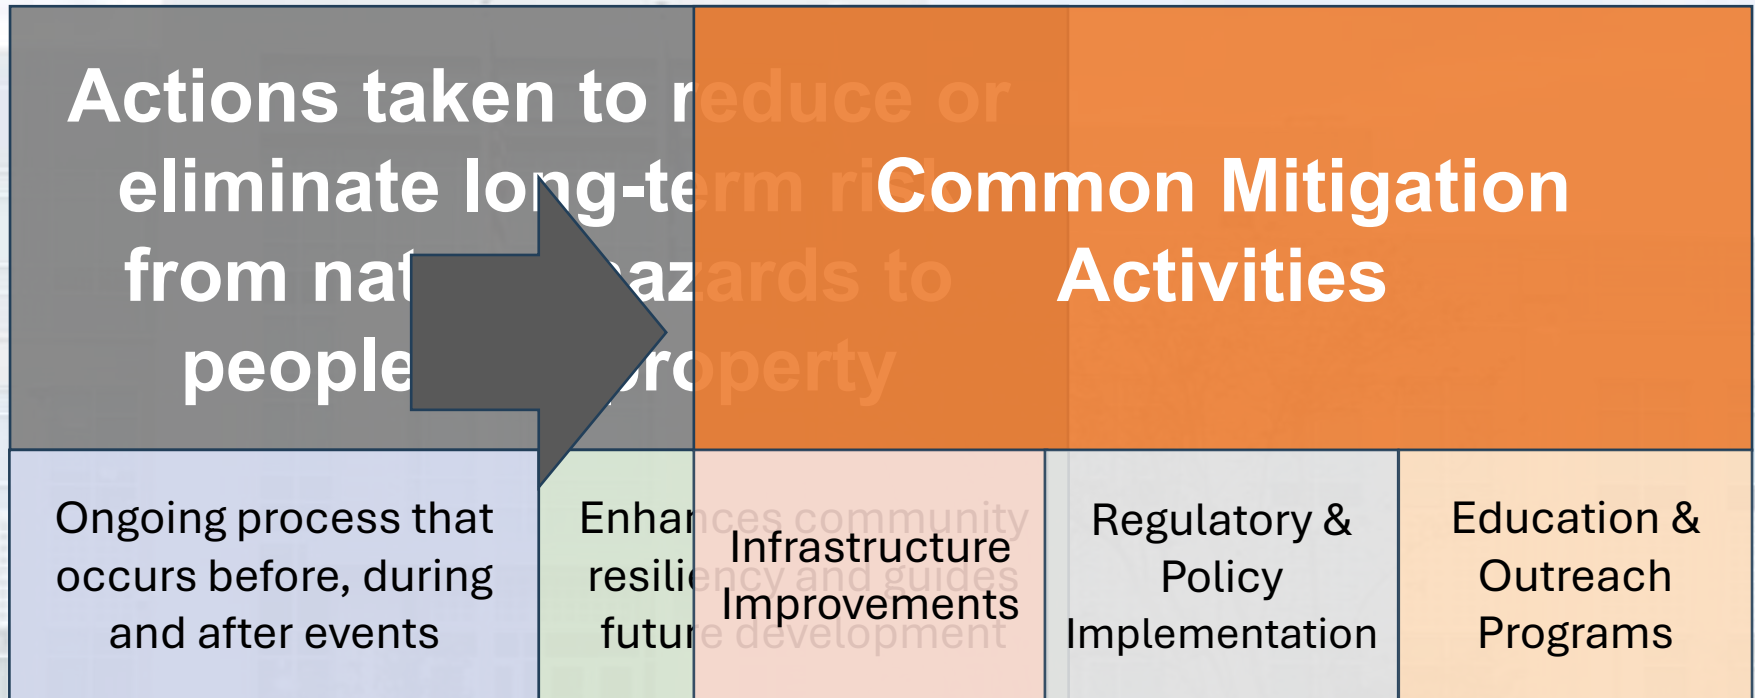 Actions taken to reduce or
eliminate long-term risk
from hazards to
people property
Common Mitigation
Activities
Ongoing process that
occurs before, during
and after events
Enhances community
resiliency and guides
future development
Infrastructure
Improvements
Regulatory &
Policy
Implementation
Education &
Outreach
Programs